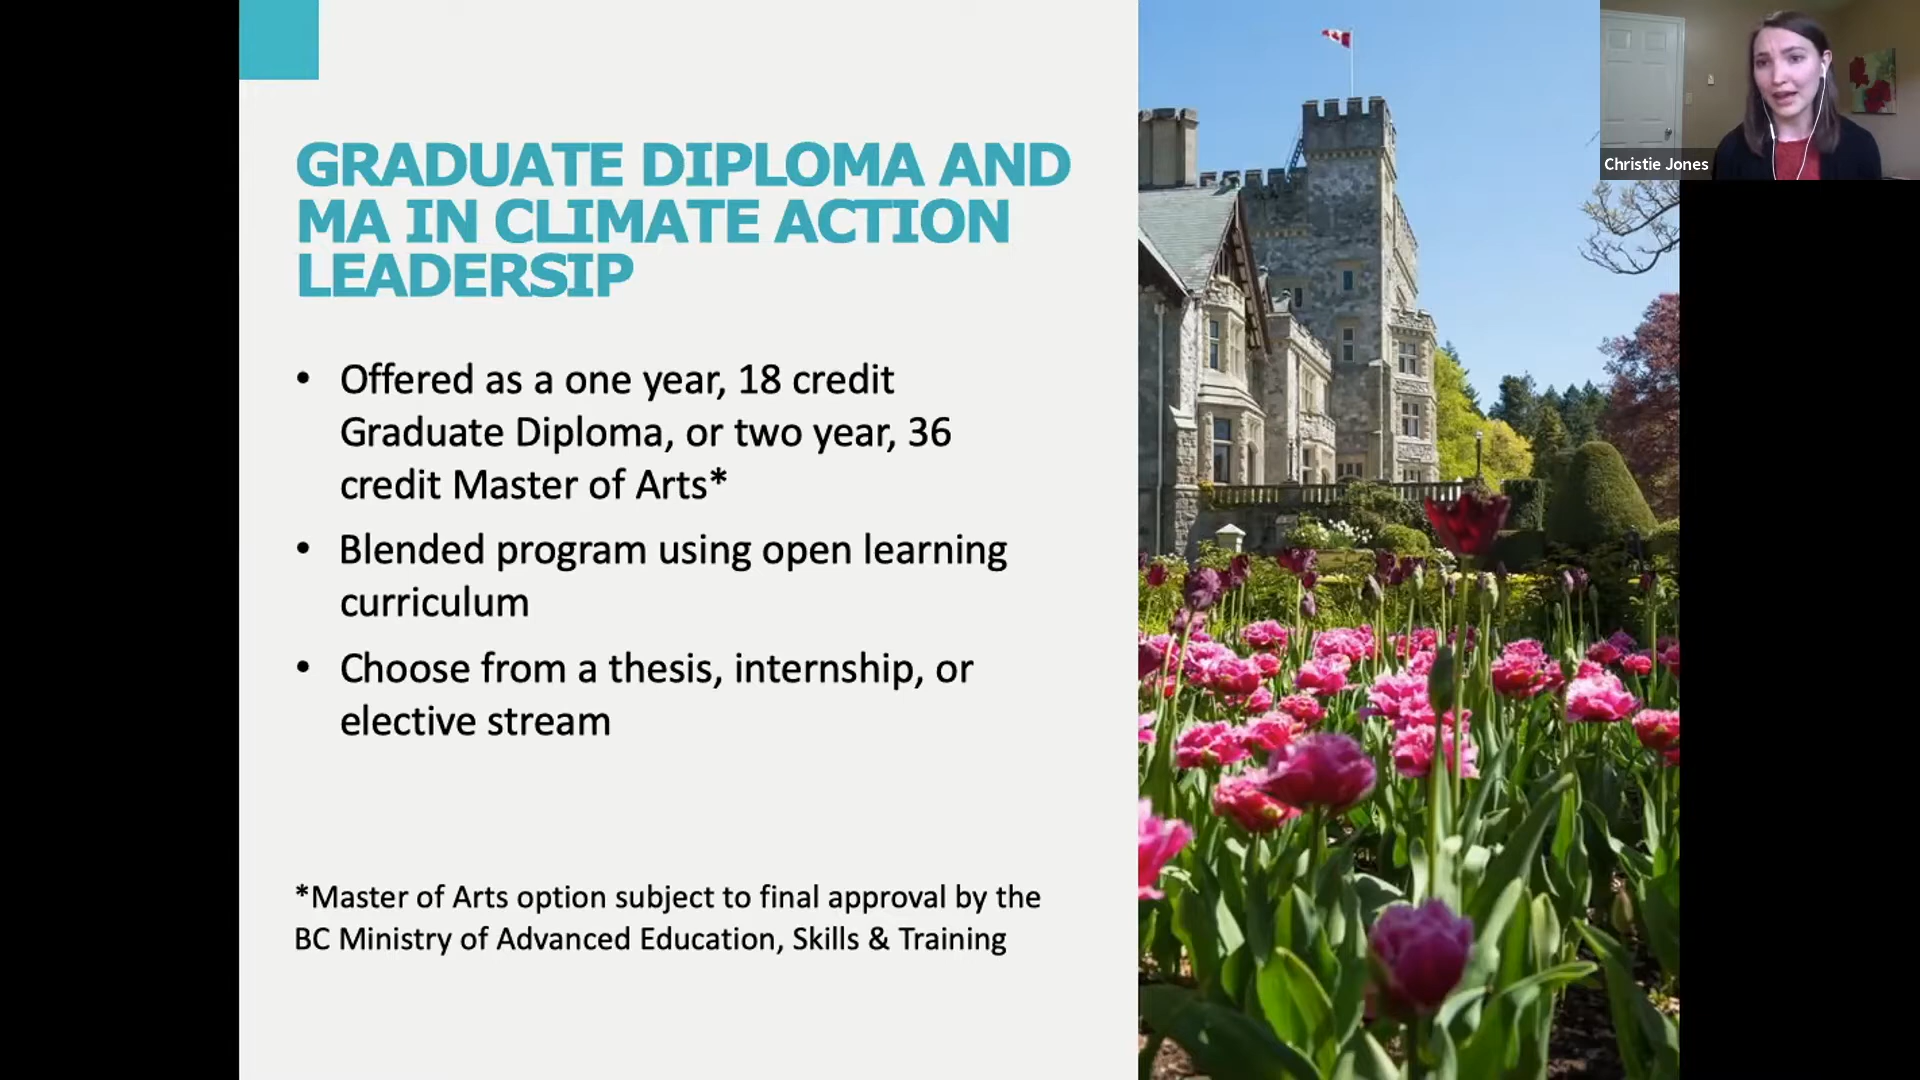 GRADUATE DIPLOMA AND
MA IN CLIMATE ACTION
LEADERSIP
• Offered as a one year, 18 credit
Graduate Diploma, or two year, 36
credit Master of Arts*
• Blended program using open learning
curriculum
• Choose from a thesis, internship, or
elective stream
*Master of Arts option subject to final approval by the
BC Ministry of Advanced Education, Skills & Training
Christie Jones